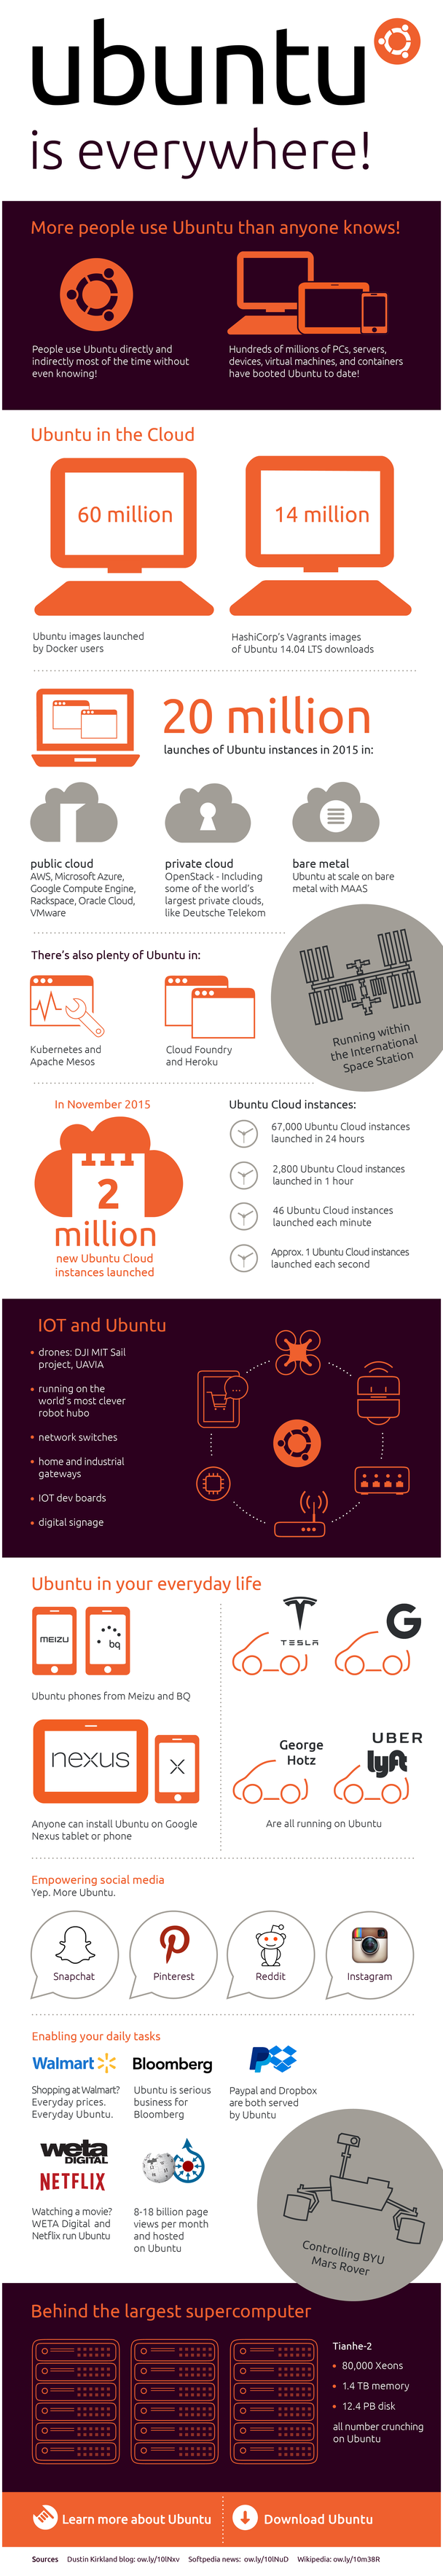 ubuntu
is everywhere!
More people use Ubuntu than anyone knows!
People use Ubuntu directly and
indirectly most of the time without
even knowing!
Hundreds of millions of PCs, servers,
devices, virtual machines, and containers
have booted Ubuntu to date!
Ubuntu in the Cloud
60 million
14 million
Ubuntu images launched
by Docker users
HashiCorp's Vagrants images
of Ubuntu 14.04 LTS downloads
20 million
launches of Ubuntu instances in 2015 in:
public cloud
AWS, Microsoft Azure,
Google Compute Engine,
Rackspace, Oracle Cloud,
VMware
private cloud
OpenStack - Including
some of the world's
largest private clouds,
like Deutsche Telekom
bare metal
Ubuntu at scale on bare
metal with MAAS
There's also plenty of Ubuntu in:
Kubernetes and
Apache Mesos
Cloud Foundry
and Heroku
Running within
the International
Space Station
In November 2015
2
million
new Ubuntu Cloud
instances launched
Ubuntu Cloud instances:
67,000 Ubuntu Cloud instances
launched in 24 hours
2,800 Ubuntu Cloud instances
launched in 1 hour
46 Ubuntu Cloud instances
launched each minute
Approx. 1 Ubuntu Cloud instances
launched each second
IOT and Ubuntu
• drones: DJI MIT Sail
project, UAVIA
• running on the
world's most clever
robot hubo
• network switches
• home and industrial
gateways
• IOT dev boards
• digital signage
Ubuntu in your everyday life
MEIZU
bq
Ubuntu phones from Meizu and BQ
nexus
X
Anyone can install Ubuntu on Google
Nexus tablet or phone
TESLA
G
George
Hotz
UBER
lyft
Are all running on Ubuntu
Empowering social media
Yep. More Ubuntu.
Snapchat
Pinterest
Reddit
Instagram
Enabling your daily tasks
Walmart
Bloomberg
Shopping at Walmart?
Everyday prices.
Everyday Ubuntu.
Ubuntu is serious
business for
Bloomberg
Paypal and Dropbox
are both served
by Ubuntu
weta
DIGITAL
NETFLIX
Watching a movie?
WETA Digital and
Netflix run Ubuntu
8-18 billion page
views per month
and hosted
on Ubuntu
Controlling BYU
Mars Rover
Behind the largest supercomputer
Tianhe-2
• 80,000 Xeons
• 1.4 TB memory
• 12.4 PB disk
all number crunching
on Ubuntu
Learn more about Ubuntu
Download Ubuntu
Sources Dustin Kirkland blog: ow.ly/10lNxv Softpedia news: ow.ly/10lNuD Wikipedia: ow.ly/10m38R